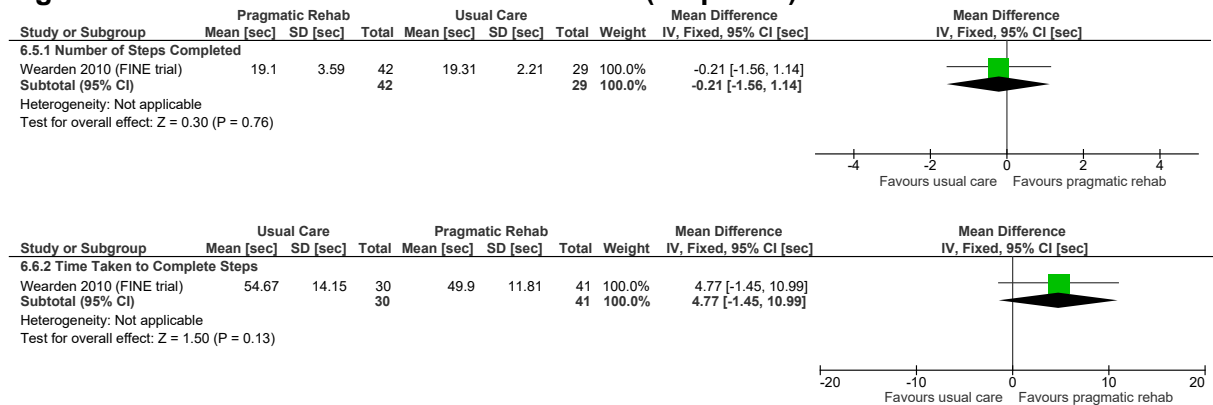 Pragmatic Rehab Usual Care Mean Difference Mean Difference
Study or Subgroup Mean [sec] SD [sec] Total Mean [sec] SD [sec] Total Weight IV, Fixed, 95% CI [sec] IV, Fixed, 95% CI [sec]
6.5.1 Number of Steps Completed
Wearden 2010 (FINE trial) 19.1 3.59 42 19.31 2.21 29 100.0% -0.21 [-1.56, 1.14]
Subtotal (95% CI) 42 29 100.0% -0.21 [-1.56, 1.14]
Heterogeneity: Not applicable
Test for overall effect: Z = 0.30 (P = 0.76)
-4 -2 0 2 4
Favours usual care Favours pragmatic rehab
Usual Care Pragmatic Rehab Mean Difference Mean Difference
Study or Subgroup Mean [sec] SD [sec] Total Mean [sec] SD [sec] Total Weight IV, Fixed, 95% CI [sec] IV, Fixed, 95% CI [sec]
6.6.2 Time Taken to Complete Steps
Wearden 2010 (FINE trial) 54.67 14.15 30 49.9 11.81 41 100.0% 4.77 [-1.45, 10.99]
Subtotal (95% CI) 30 41 100.0% 4.77 [-1.45, 10.99]
Heterogeneity: Not applicable
Test for overall effect: Z = 1.50 (P = 0.13)
-20 -10 0 10 20
Favours usual care Favours pragmatic rehab